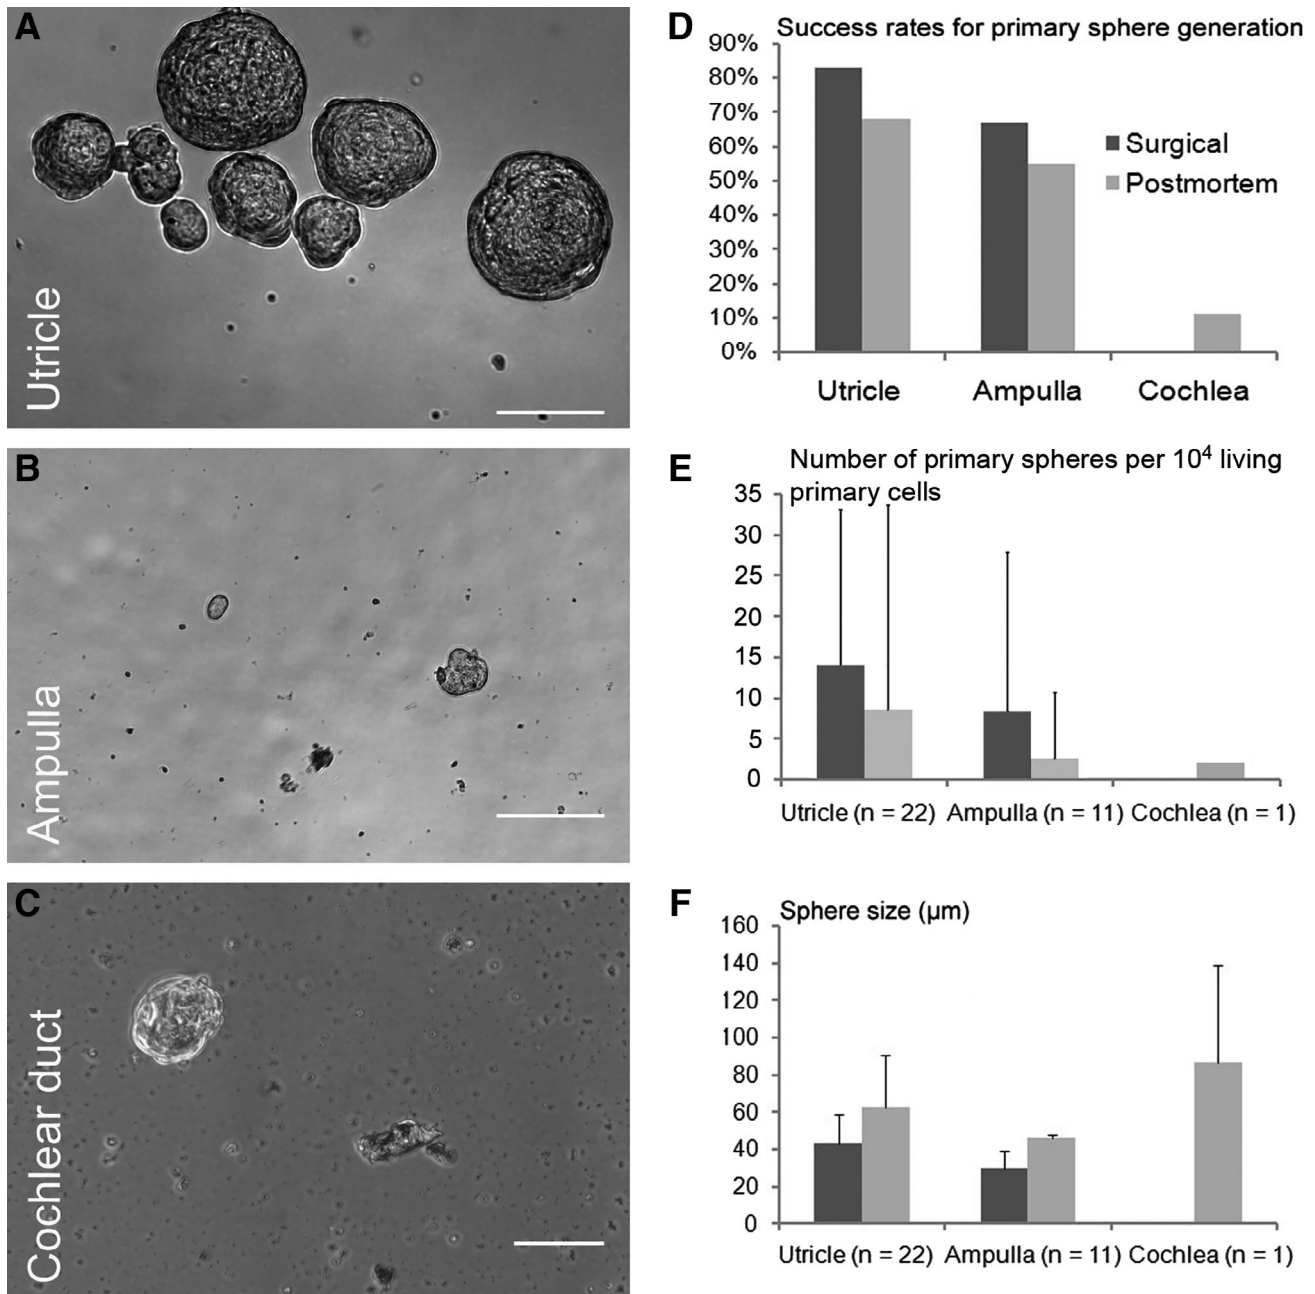 A
Utricle
B
Ampulla
C
Cochlear duct
D
Success rates for primary sphere generation
90%
80%
70%
60%
50%
40%
30%
20%
10%
0%
Surgical
Postmortem
Utricle Ampulla Cochlea
E
Number of primary spheres per 10⁴ living
primary cells
35
30
25
20
15
10
5
0
Utricle (n = 22) Ampulla (n = 11) Cochlea (n = 1)
F
Sphere size (µm)
160
140
120
100
80
60
40
20
0
Utricle (n = 22) Ampulla (n = 11) Cochlea (n = 1)